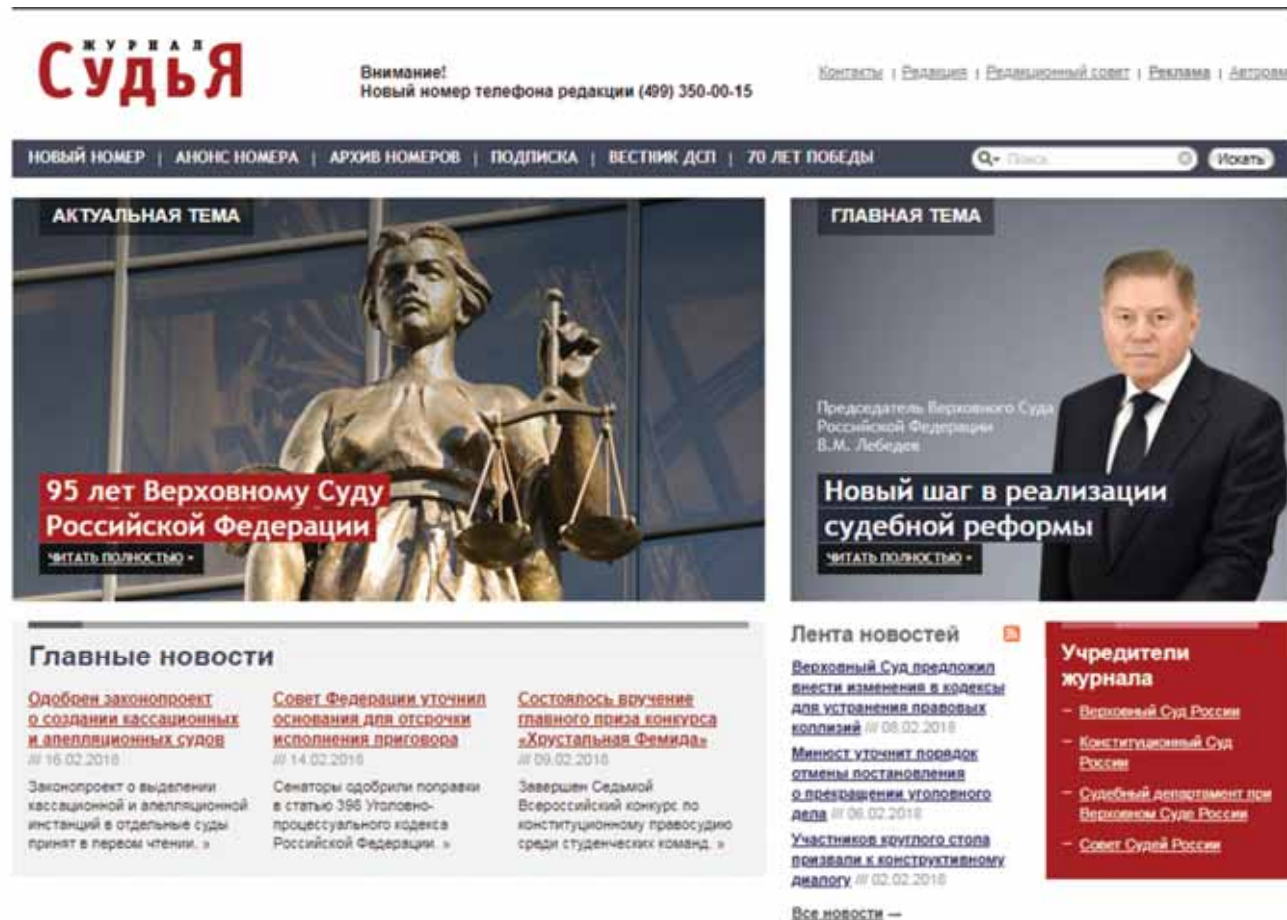 ЖУРНАЛ
СудьЯ
Внимание!
Новый номер телефона редакции (499) 350-00-15
Контакты | Редакция | Редакционный совет | Реклама | Авторам
НОВЫЙ НОМЕР | АНОНС НОМЕРА | АРХИВ НОМЕРОВ | ПОДПИСКА | ВЕСТНИК ДСП | 70 ЛЕТ ПОБЕДЫ
Поиск
Искать
АКТУАЛЬНАЯ ТЕМА
95 лет Верховному Суду
Российской Федерации
ЧИТАТЬ ПОЛНОСТЬЮ »
ГЛАВНАЯ ТЕМА
Председатель Верховного Суда
Российской Федерации
В.М. Лебедев
Новый шаг в реализации
судебной реформы
ЧИТАТЬ ПОЛНОСТЬЮ »
Главные новости
Одобрен законопроект
о создании кассационных
и апелляционных судов
/// 16.02.2018
Законопроект о выделении
кассационной и апелляционной
инстанций в отдельные суды
принят в первом чтении. »
Совет Федерации уточнил
основания для отсрочки
исполнения приговора
/// 14.02.2018
Сенаторы одобрили поправки
в статью 398 Уголовно-
процессуального кодекса
Российской Федерации. »
Состоялось вручение
главного приза конкурса
«Хрустальная Фемида»
/// 09.02.2018
Завершен Седьмой
Всероссийский конкурс по
конституционному правосудию
среди студенческих команд. »
Лента новостей
Верховный Суд предложил
внести изменения в кодексы
для устранения правовых
коллизий /// 08.02.2018
Минюст уточнит порядок
отмены постановления
о прекращении уголовного
дела /// 06.02.2018
Участников круглого стола
призвали к конструктивному
диалогу /// 02.02.2018
Все новости —
Учредители
журнала
– Верховный Суд России
– Конституционный Суд
России
– Судебный департамент при
Верховном Суде России
– Совет Судей России